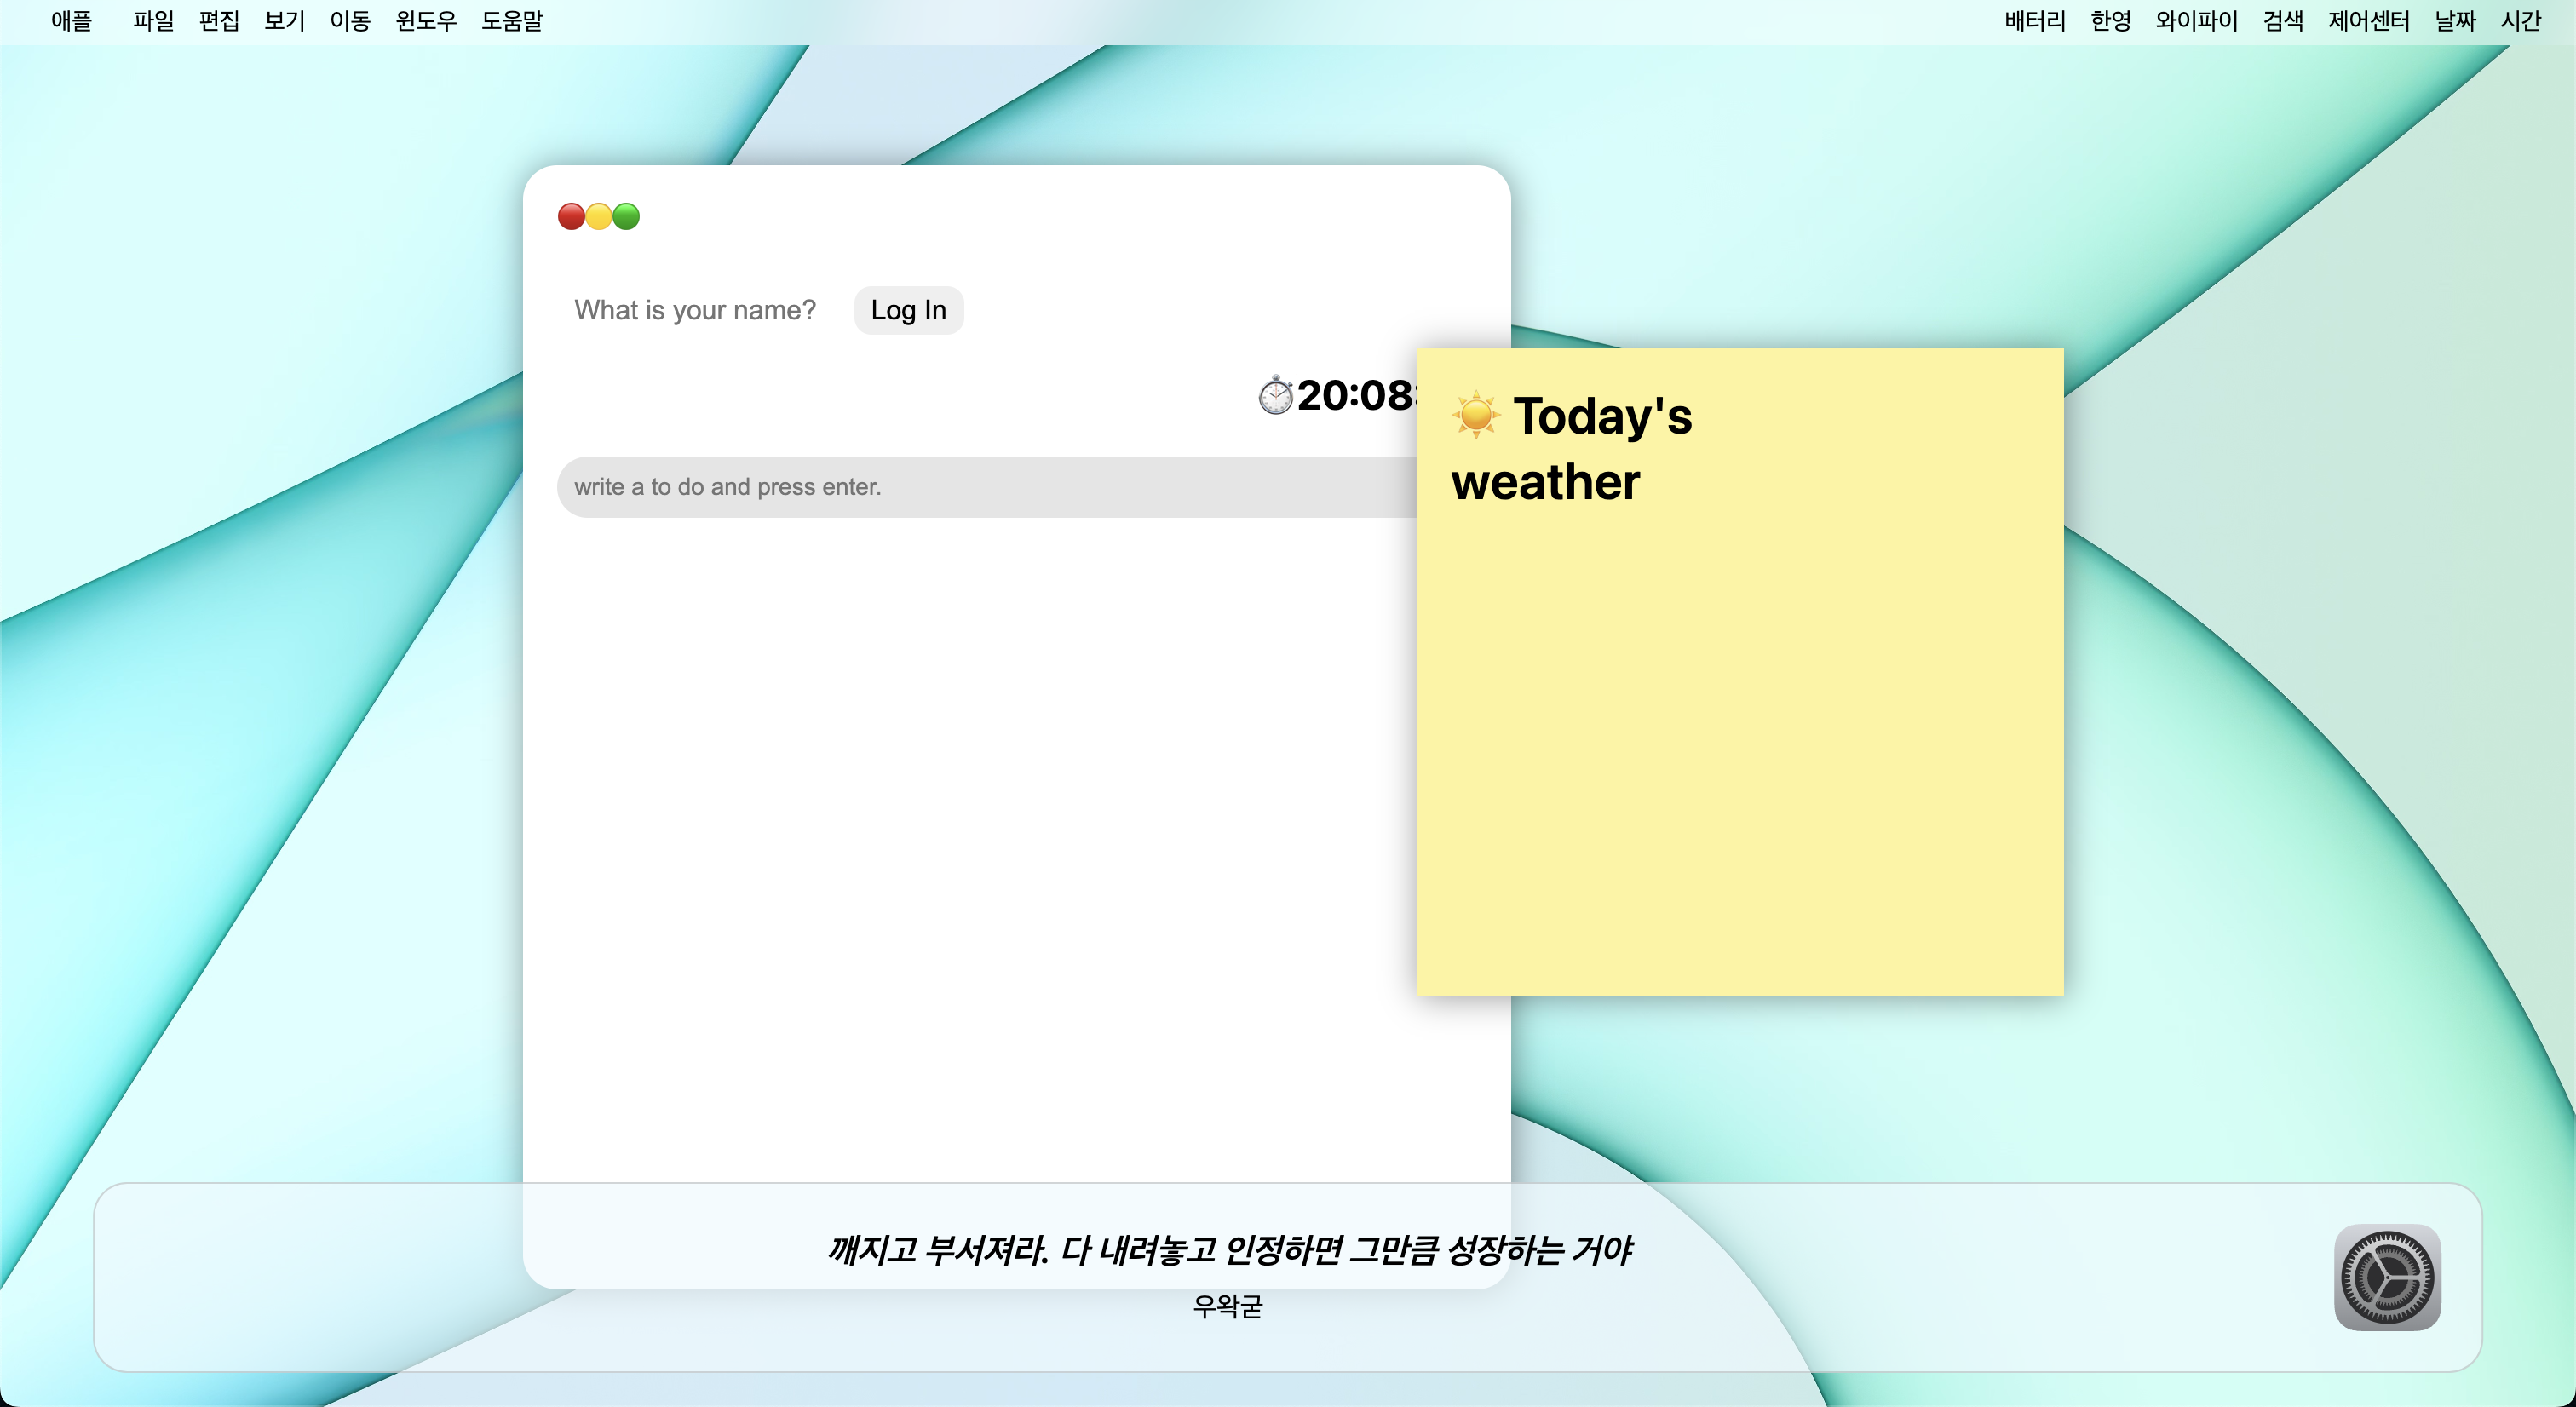 애플 파일 편집 보기 이동 윈도우 도움말 배터리 한영 와이파이 검색 제어센터 날짜 시간
What is your name? Log In
20:08:
☀️ Today's
weather
write a to do and press enter.
깨지고 부서져라. 다 내려놓고 인정하면 그만큼 성장하는 거야
우왁굳